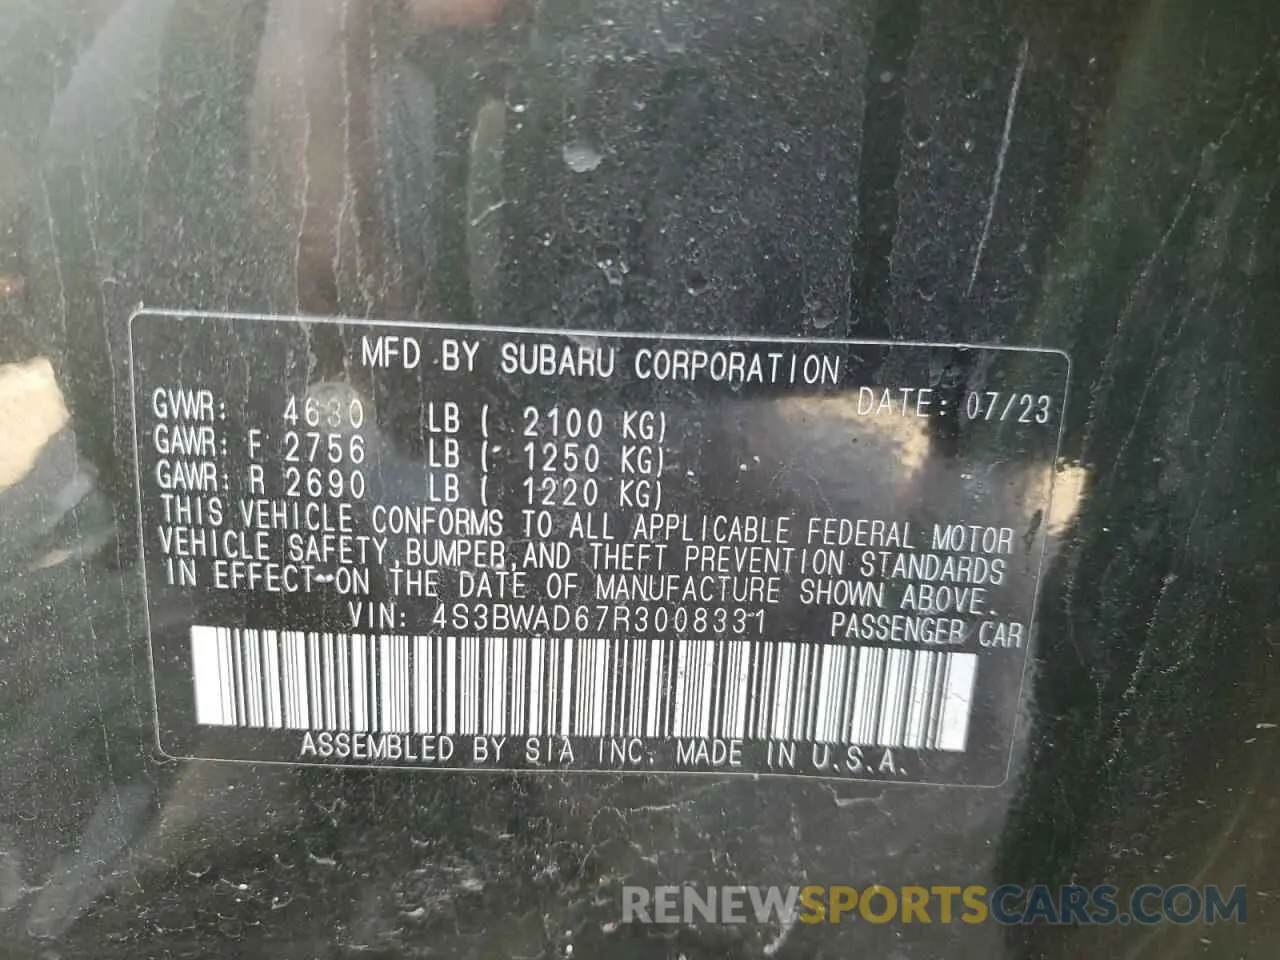 MFD BY SUBARU CORPORATION
DATE: 07/23
GVWR: 4630 LB ( 2100 KG)
GAWR: F 2756 LB ( 1250 KG)
GAWR: R 2690 LB ( 1220 KG)
THIS VEHICLE CONFORMS TO ALL APPLICABLE FEDERAL MOTOR
VEHICLE SAFETY,BUMPER,AND THEFT PREVENTION STANDARDS
IN EFFECT ON THE DATE OF MANUFACTURE SHOWN ABOVE.
VIN: 4S3BWAD67R3008331 PASSENGER CAR
ASSEMBLED BY SIA INC. MADE IN U.S.A.
RENEWSPORTSCARS.COM